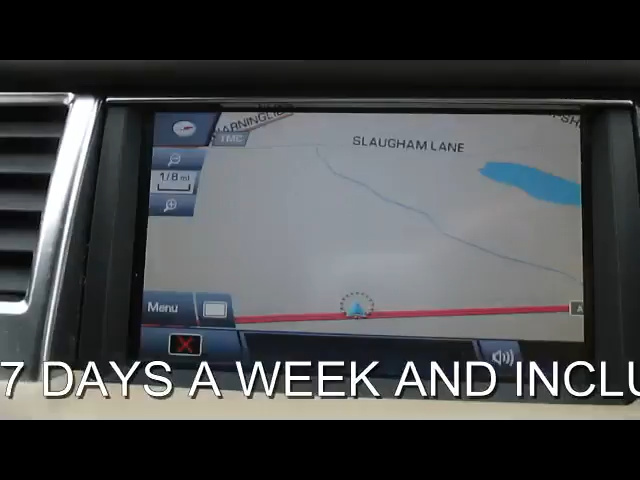 TMC
SLAUGHAM LANE
1/8 mi
Menu
7 DAYS A WEEK AND INCLU